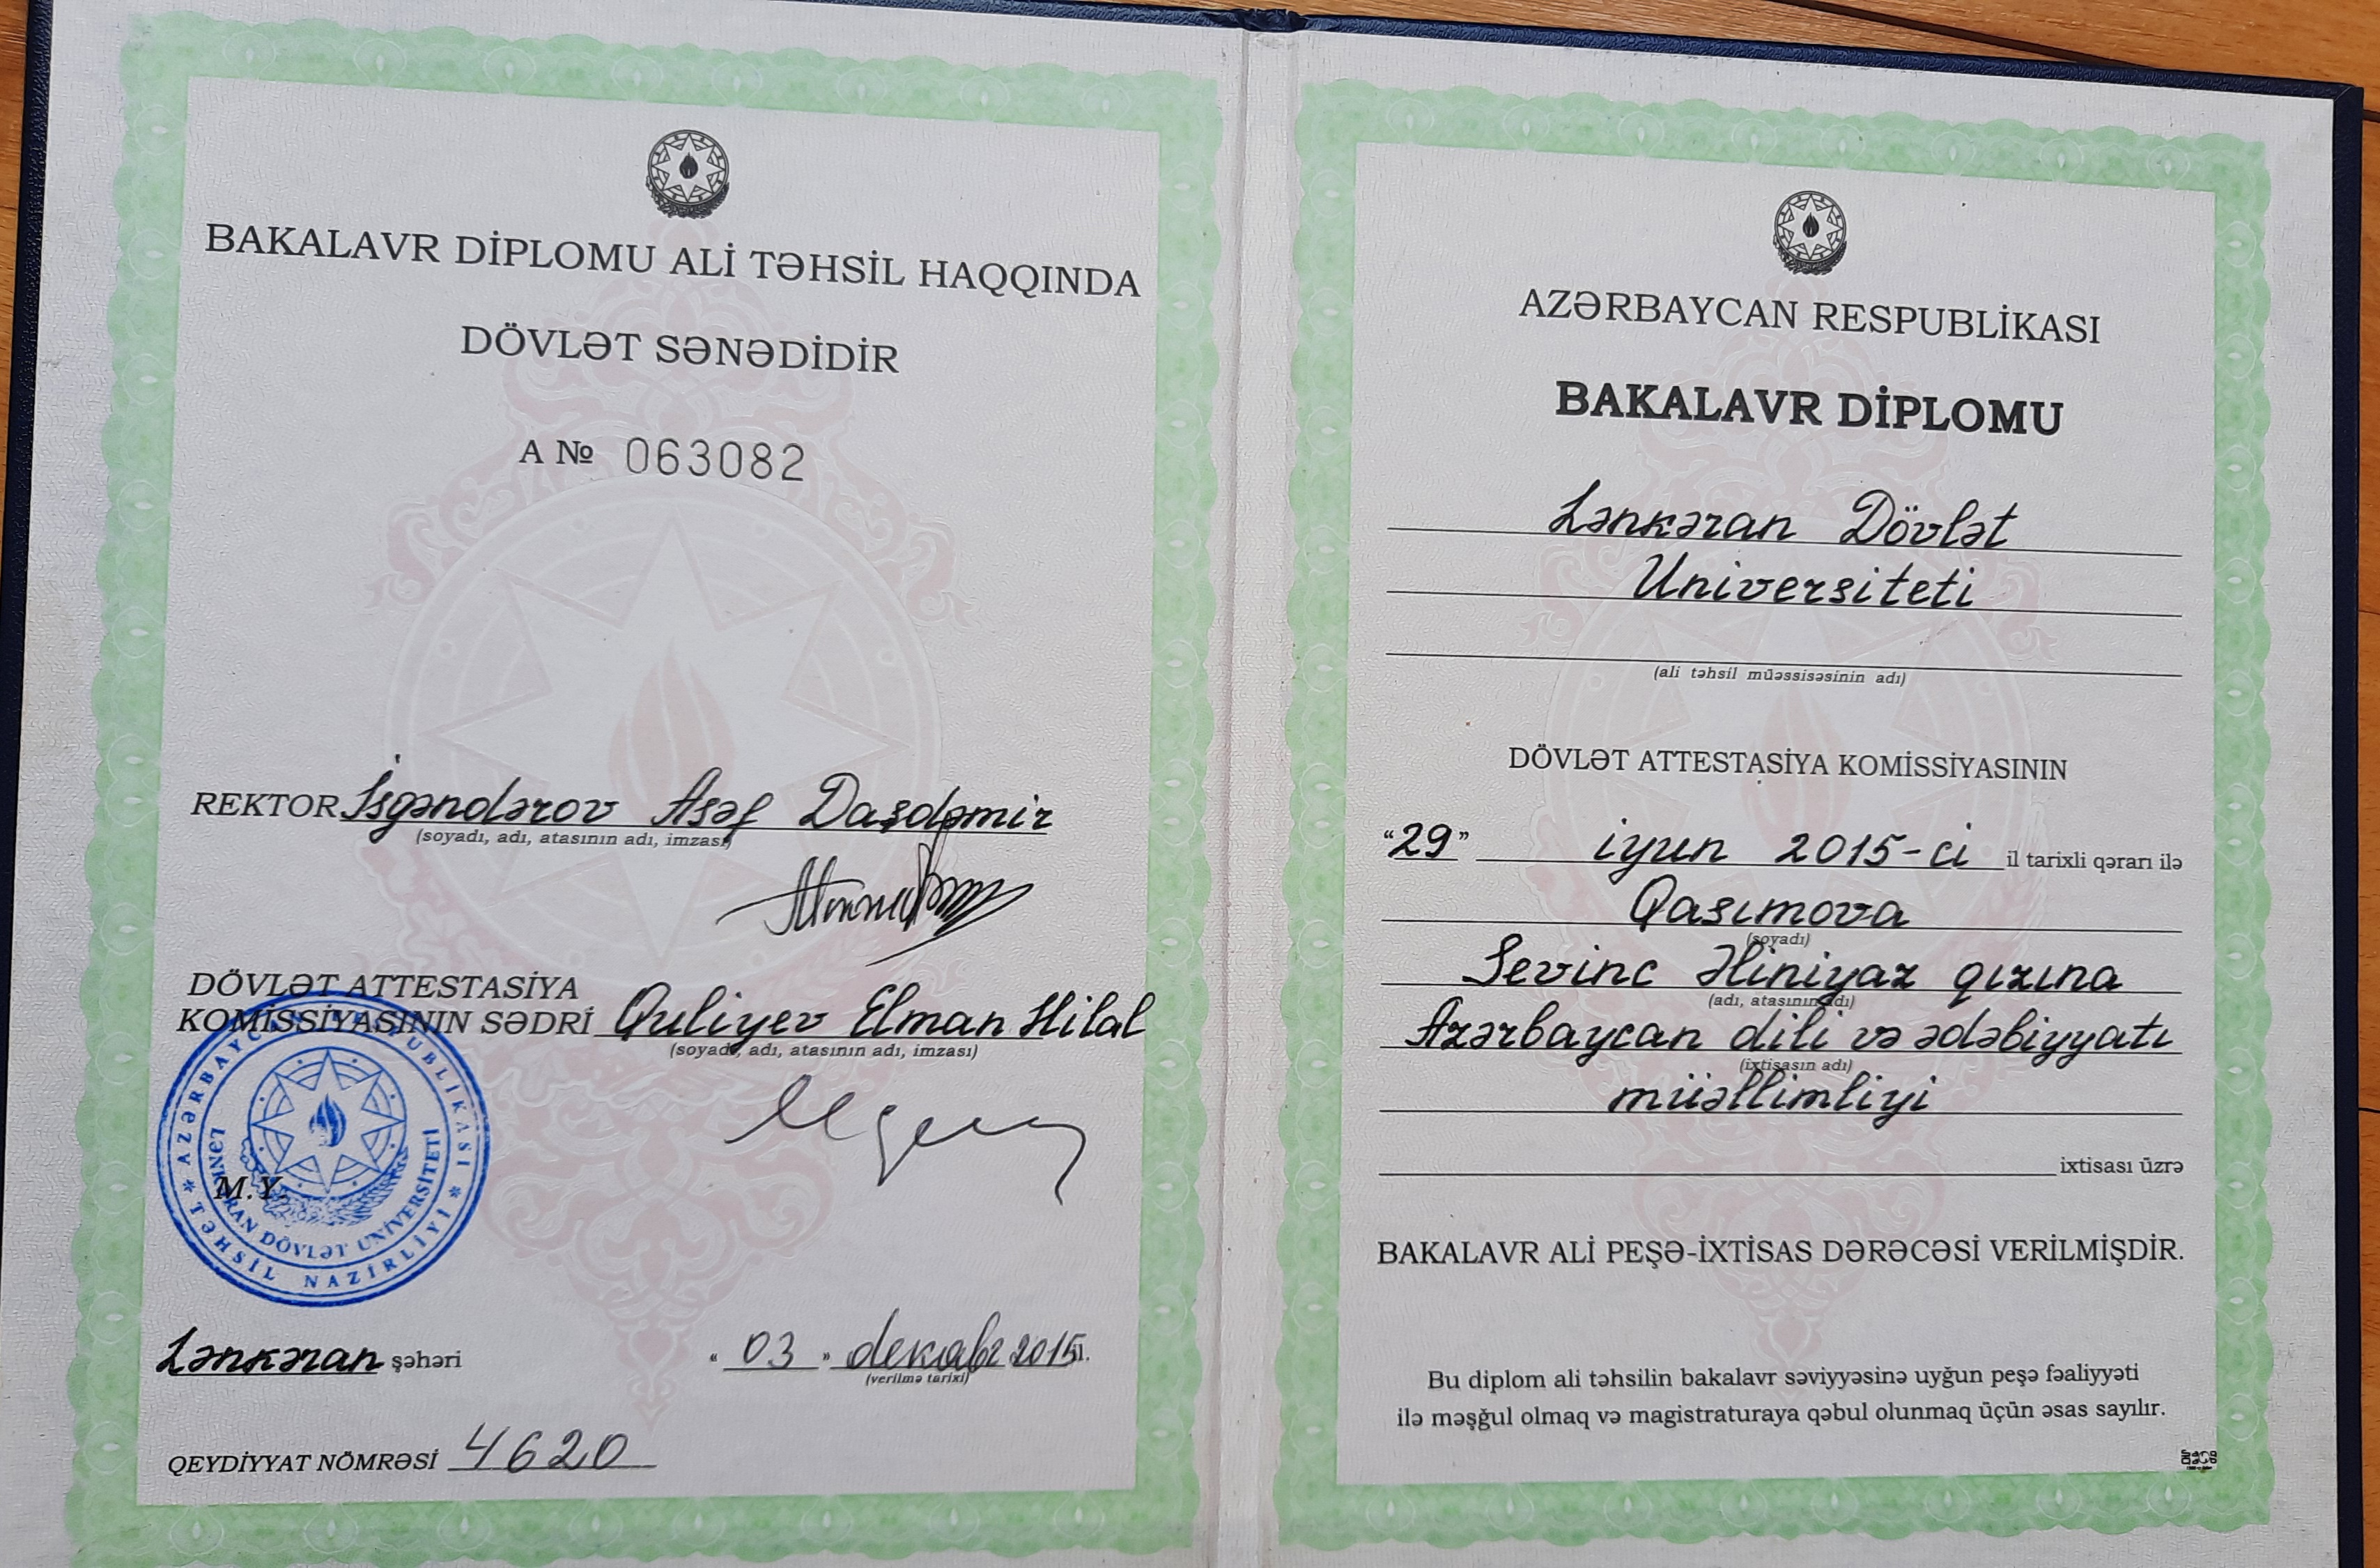 BAKALAVR DİPLOMU ALİ TƏHSİL HAQQINDA
DÖVLƏT SƏNƏDİDİR
A № 063082
REKTOR İsgəndərov Asəf Daşdəmir
(soyadı, adı, atasının adı, imzası)
DÖVLƏT ATTESTASİYA
KOMİSSİYASININ SƏDRİ Quliyev Elman Hilal
(soyadı, adı, atasının adı, imzası)
AZƏRBAYCAN RESPUBLİKASI * TƏHSİL NAZİRLİYİ *
LƏNKƏRAN DÖVLƏT UNİVERSİTETİ
M.Y.
Lənkəran şəhəri
“ 03 ” декабр 2015 il.
(verilmə tarixi)
QEYDİYYAT NÖMRƏSİ 4620
AZƏRBAYCAN RESPUBLİKASI
BAKALAVR DİPLOMU
Lənkəran Dövlət
Universiteti
(ali təhsil müəssisəsinin adı)
DÖVLƏT ATTESTASİYA KOMİSSİYASININ
“29” iyun 2015-ci il tarixli qərarı ilə
Qasımova
(soyadı)
Sevinc Əliniyaz qızına
(adı, atasının adı)
Azərbaycan dili və ədəbiyyatı
(ixtisasın adı)
müəllimliyi
ixtisası üzrə
BAKALAVR ALİ PEŞƏ-İXTİSAS DƏRƏCƏSİ VERİLMİŞDİR.
Bu diplom ali təhsilin bakalavr səviyyəsinə uyğun peşə fəaliyyəti
ilə məşğul olmaq və magistraturaya qəbul olunmaq üçün əsas sayılır.